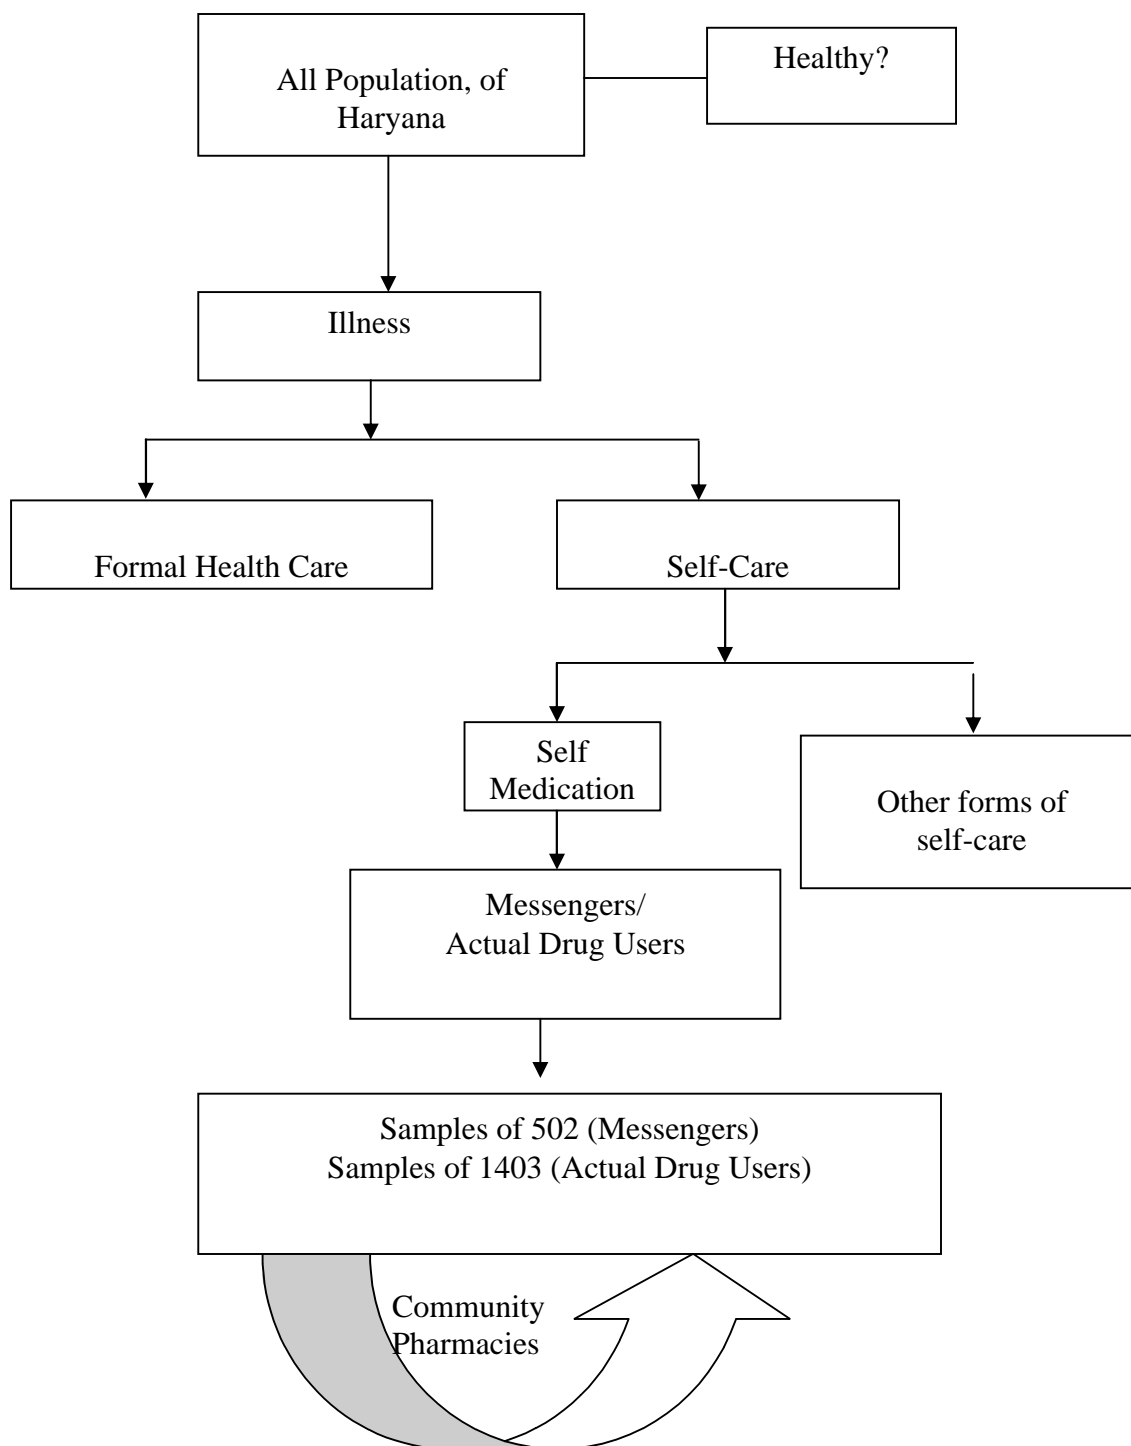 All Population, of
Haryana
Healthy?
Illness
Formal Health Care
Self-Care
Self
Medication
Other forms of
self-care
Messengers/
Actual Drug Users
Samples of 502 (Messengers)
Samples of 1403 (Actual Drug Users)
Community
Pharmacies